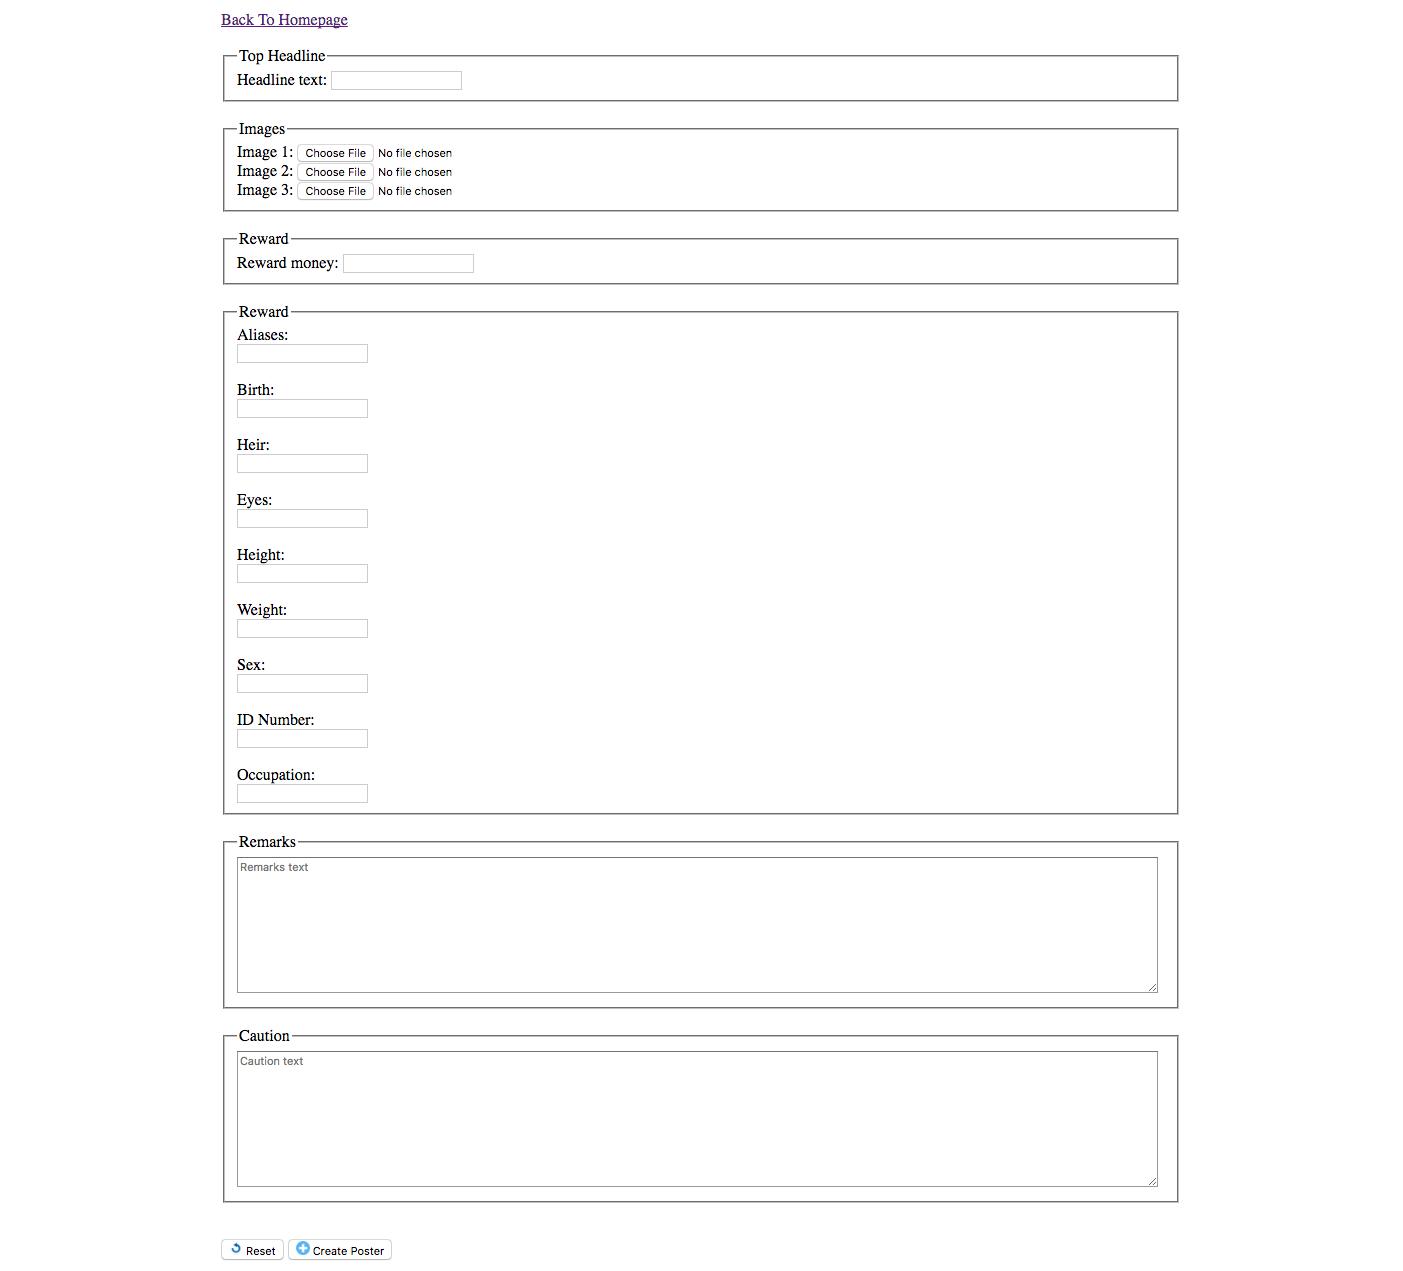 Back To Homepage
Top Headline
Headline text:
Images
Image 1: Choose File No file chosen
Image 2: Choose File No file chosen
Image 3: Choose File No file chosen
Reward
Reward money:
Reward
Aliases:
Birth:
Heir:
Eyes:
Height:
Weight:
Sex:
ID Number:
Occupation:
Remarks
Remarks text
Caution
Caution text
Reset Create Poster